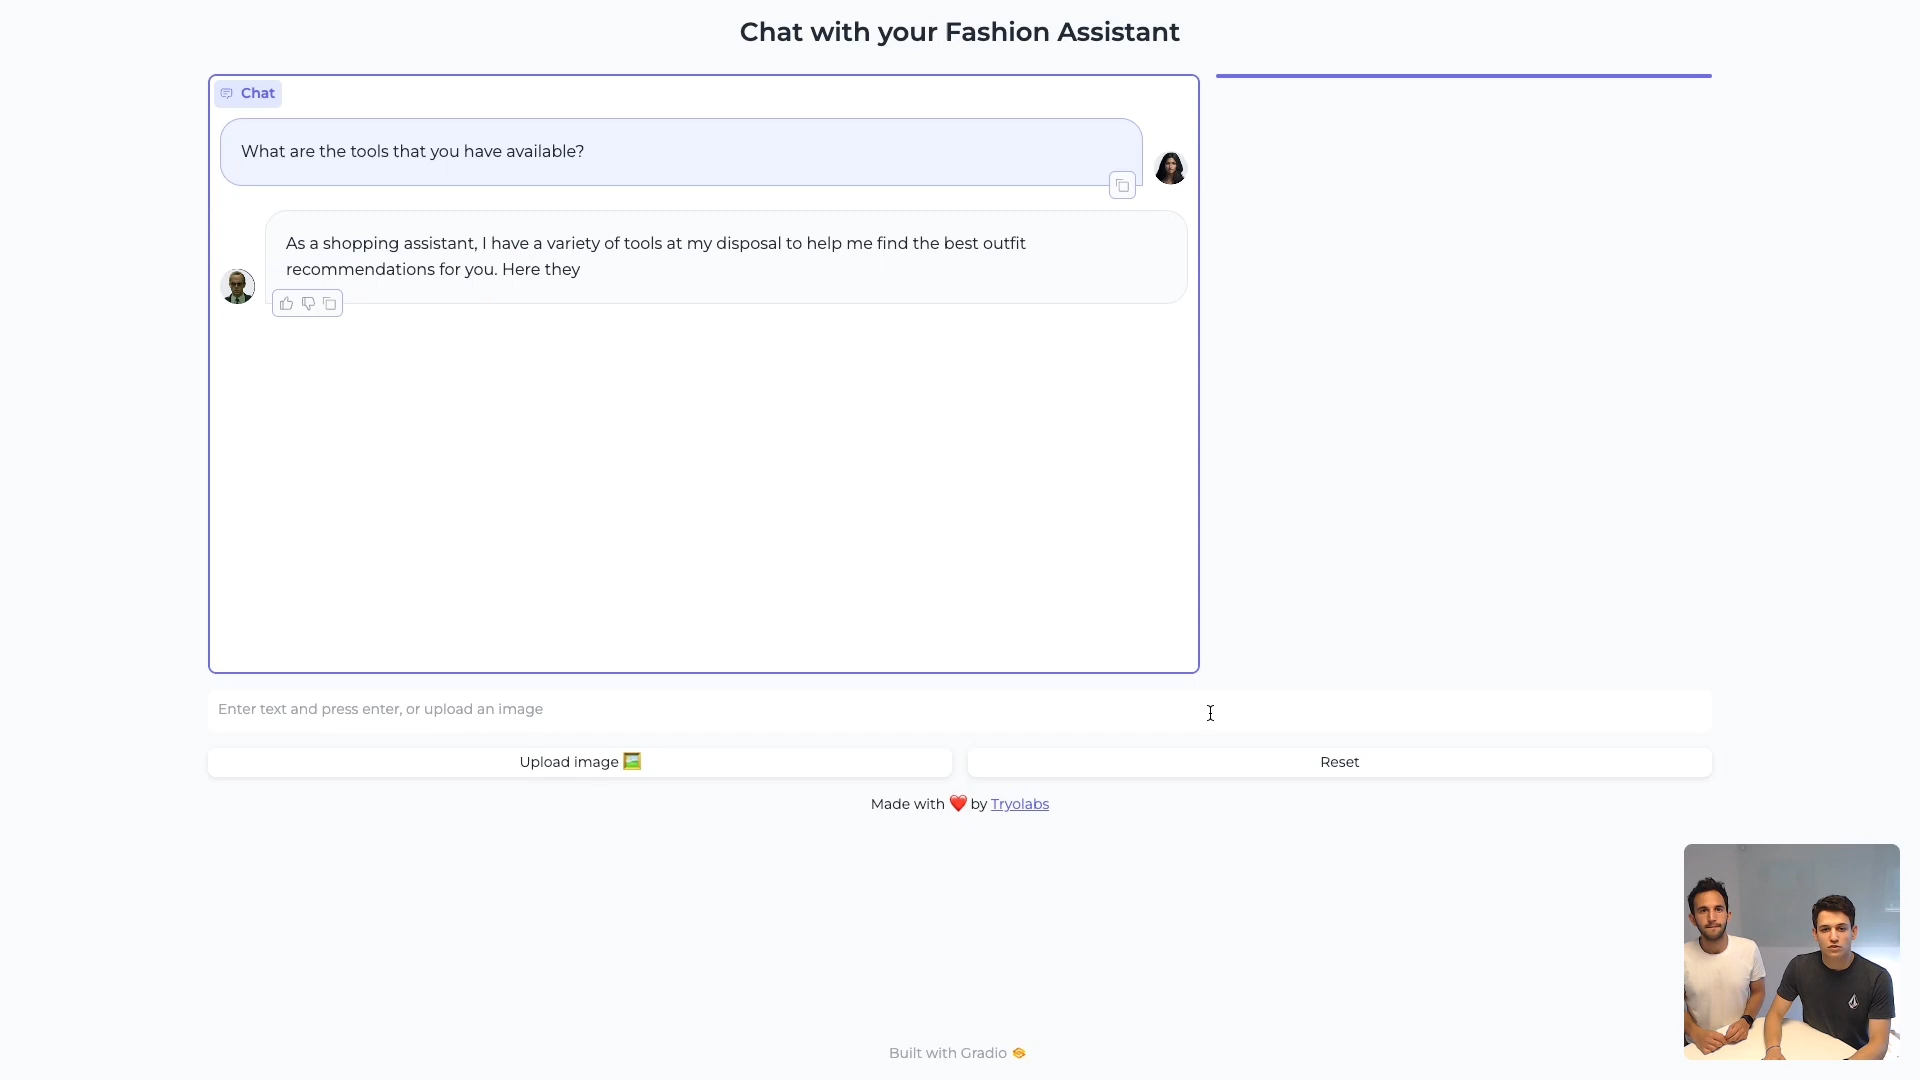 Chat with your Fashion Assistant
Chat
What are the tools that you have available?
As a shopping assistant, I have a variety of tools at my disposal to help me find the best outfit
recommendations for you. Here they
Enter text and press enter, or upload an image
Upload image 🖼️
Reset
Made with ❤️ by Tryolabs
Built with Gradio